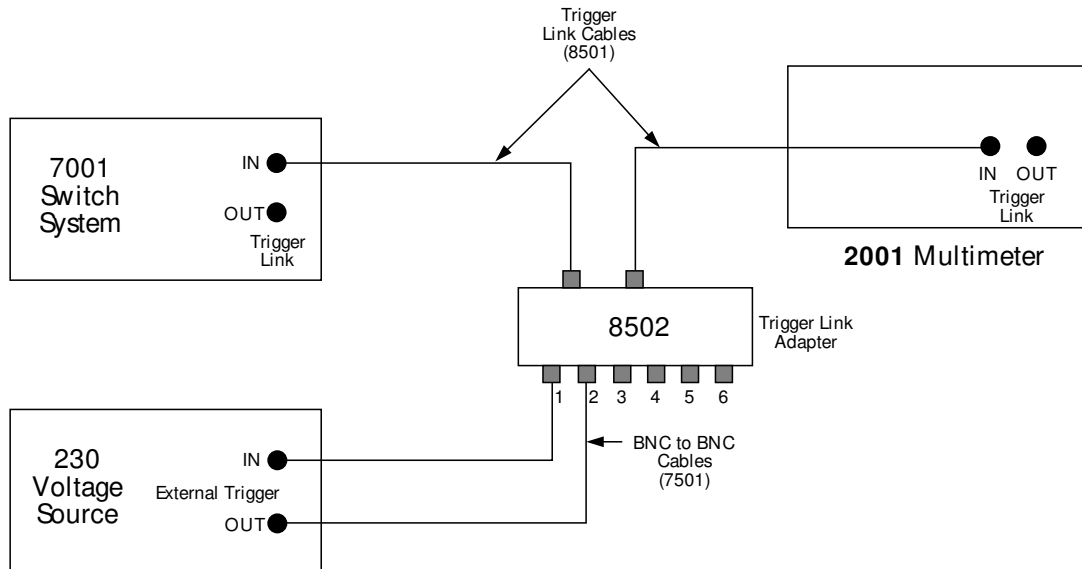 Trigger
Link Cables
(8501)
7001
Switch
System
IN
OUT
Trigger
Link
IN OUT
Trigger
Link
2001 Multimeter
8502
Trigger Link
Adapter
1 2 3 4 5 6
230
Voltage
Source
IN
External Trigger
OUT
BNC to BNC
Cables
(7501)